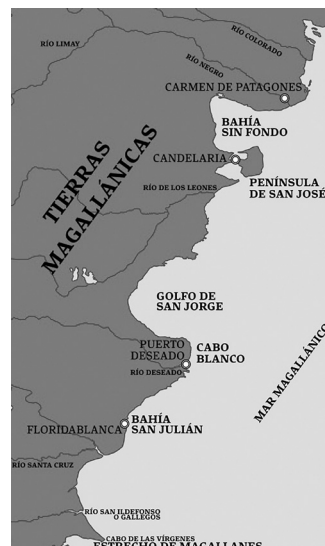 RÍO COLORADO
RÍO LIMAY
RÍO NEGRO
CARMEN DE PATAGONES
BAHÍA
SIN FONDO
CANDELARIA
TIERRAS
MAGALLÁNICAS
RÍO DE LOS LEONES
PENÍNSULA
DE SAN JOSÉ
GOLFO DE
SAN JORGE
MAR MAGALLÁNICO
PUERTO
DESEADO
CABO
BLANCO
RÍO DESEADO
BAHÍA
SAN JULIÁN
FLORIDABLANCA
RÍO SANTA CRUZ
RÍO SAN ILDEFONSO
O GALLEGOS
CABO DE LAS VÍRGENES
ESTRECHO DE MAGALLANES